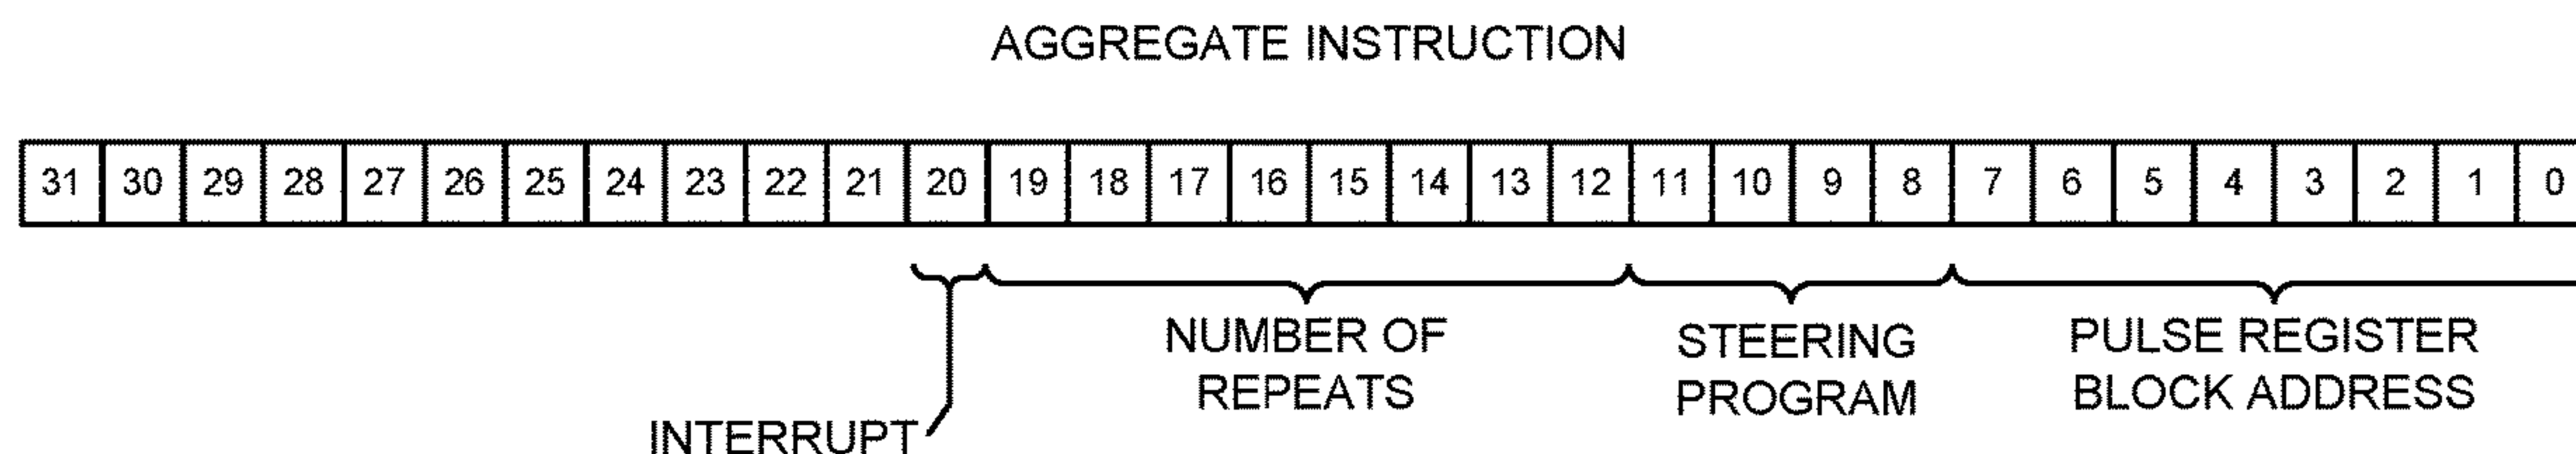 AGGREGATE INSTRUCTION
31 30 29 28 27 26 25 24 23 22 21 20 19 18 17 16 15 14 13 12 11 10 9 8 7 6 5 4 3 2 1 0
NUMBER OF
REPEATS
STEERING
PROGRAM
PULSE REGISTER
BLOCK ADDRESS
INTERRUPT